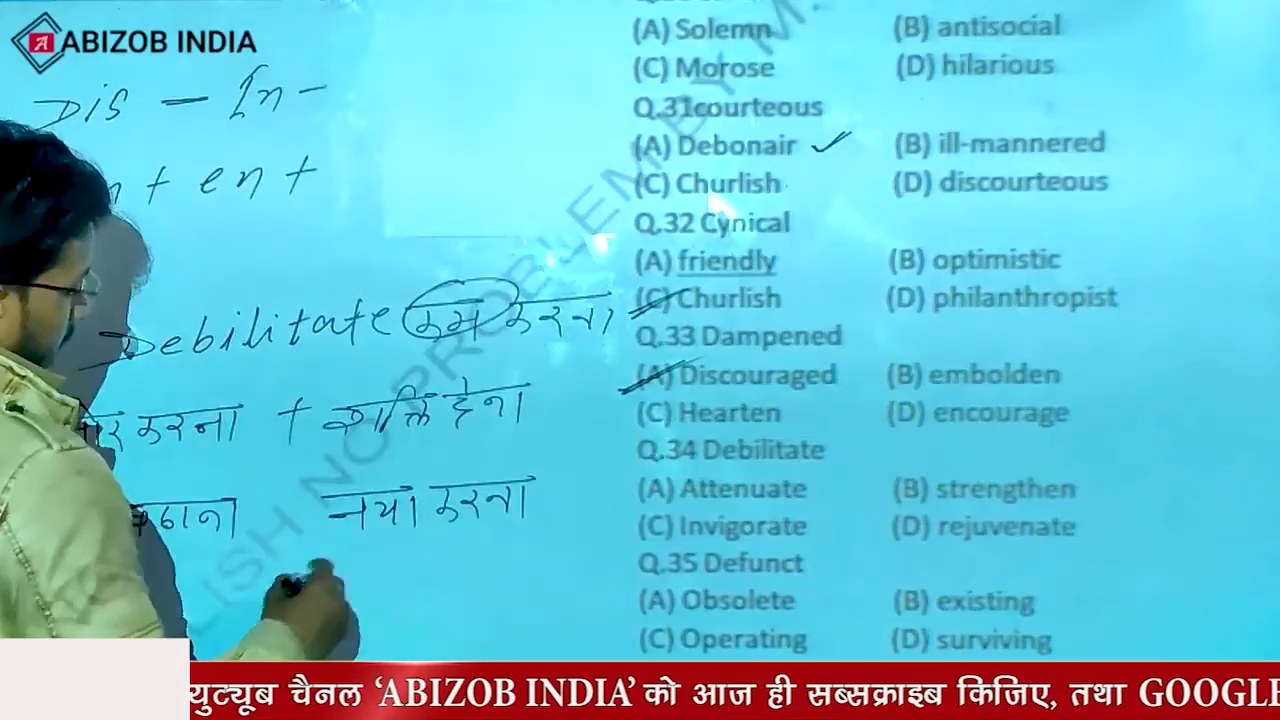 ABIZOB INDIA
(A) Solemn (B) antisocial
(C) Morose (D) hilarious
Q.31courteous
(A) Debonair ✓ (B) ill-mannered
(C) Churlish (D) discourteous
Q.32 Cynical
(A) friendly (B) optimistic
(C) Churlish (D) philanthropist
Q.33 Dampened
(A) Discouraged (B) embolden
(C) Hearten (D) encourage
Q.34 Debilitate
(A) Attenuate (B) strengthen
(C) Invigorate (D) rejuvenate
Q.35 Defunct
(A) Obsolete (B) existing
(C) Operating (D) surviving
Dis - In -
+ en +
Debilitate कम करना
करना + शक्ति देना
नया करना
युट्यूब चैनल ‘ABIZOB INDIA’ को आज ही सब्सक्राइब किजिए, तथा GOOGLE